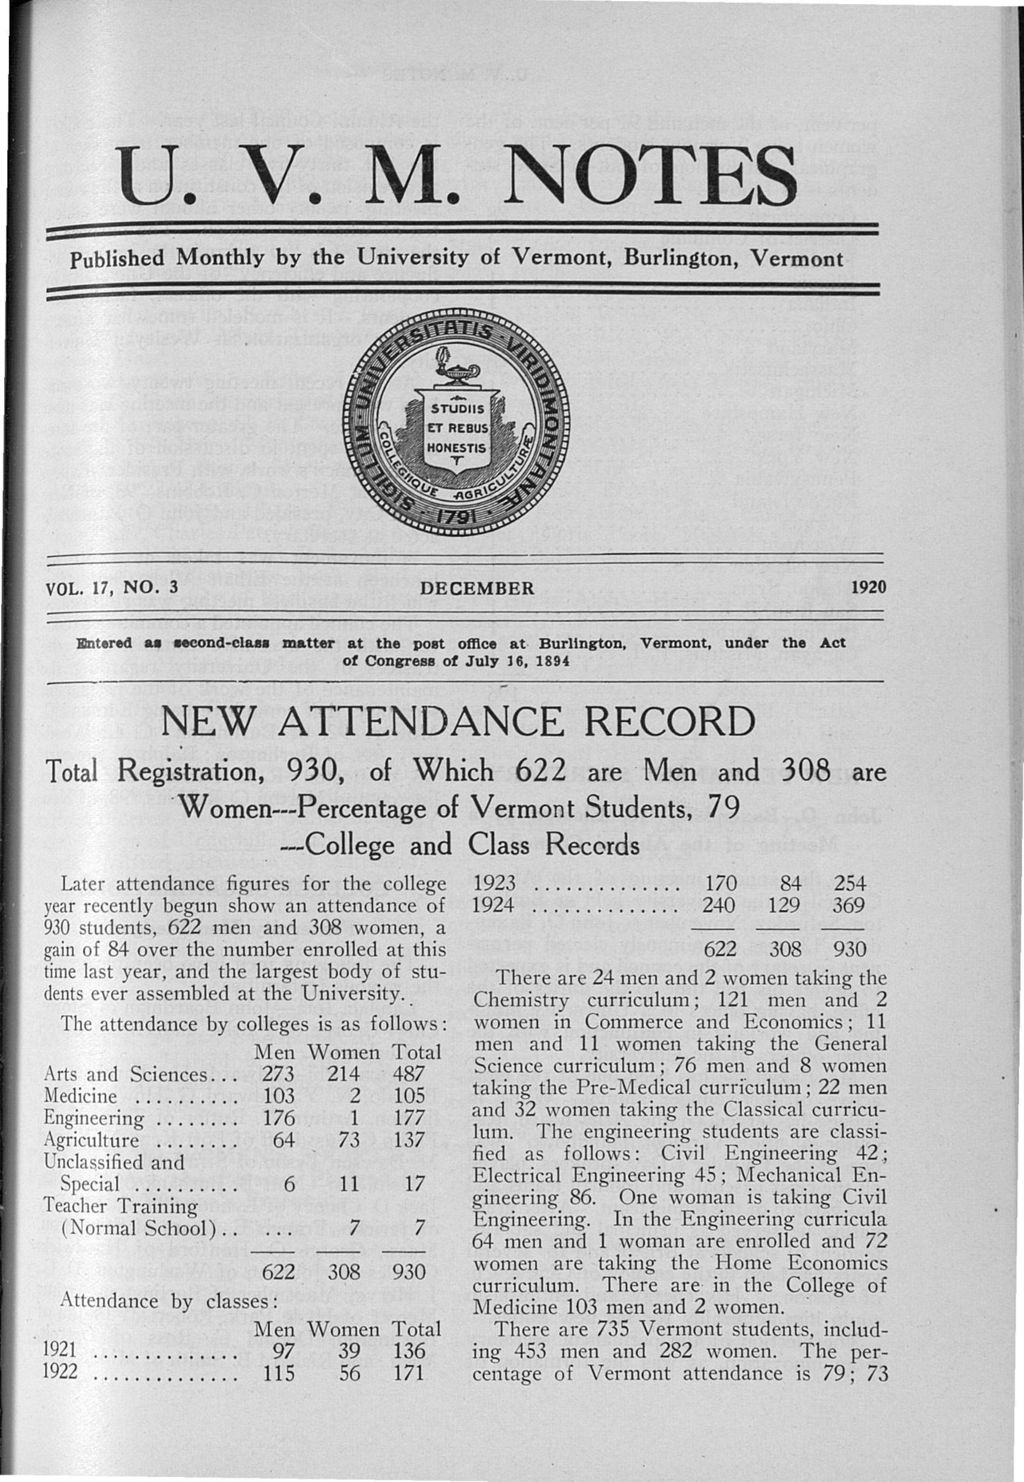 U. V. M. NOTES
Published Monthly by the University of Vermont, Burlington, Vermont
SIGILLUM · UNIVERSITATIS · VIRIDIMONTANÆ
COLLEGIIQUE · AGRICULTURÆ
STUDIIS
ET REBUS
HONESTIS
· 1791 ·
VOL. 17, NO. 3 DECEMBER 1920
Entered as second-class matter at the post office at Burlington, Vermont, under the Act
of Congress of July 16, 1894
NEW ATTENDANCE RECORD
Total Registration, 930, of Which 622 are Men and 308 are
Women---Percentage of Vermont Students, 79
---College and Class Records
Later attendance figures for the college
year recently begun show an attendance of
930 students, 622 men and 308 women, a
gain of 84 over the number enrolled at this
time last year, and the largest body of stu-
dents ever assembled at the University..
The attendance by colleges is as follows:
Men Women Total
Arts and Sciences... 273 214 487
Medicine .......... 103 2 105
Engineering ........ 176 1 177
Agriculture ........ 64 73 137
Unclassified and
Special .......... 6 11 17
Teacher Training
(Normal School).. ... 7 7
622 308 930
Attendance by classes:
Men Women Total
1921 .............. 97 39 136
1922 .............. 115 56 171
1923 .............. 170 84 254
1924 .............. 240 129 369
622 308 930
There are 24 men and 2 women taking the
Chemistry curriculum; 121 men and 2
women in Commerce and Economics; 11
men and 11 women taking the General
Science curriculum; 76 men and 8 women
taking the Pre-Medical curriculum; 22 men
and 32 women taking the Classical curricu-
lum. The engineering students are classi-
fied as follows: Civil Engineering 42;
Electrical Engineering 45; Mechanical En-
gineering 86. One woman is taking Civil
Engineering. In the Engineering curricula
64 men and 1 woman are enrolled and 72
women are taking the Home Economics
curriculum. There are in the College of
Medicine 103 men and 2 women.
There are 735 Vermont students, includ-
ing 453 men and 282 women. The per-
centage of Vermont attendance is 79; 73